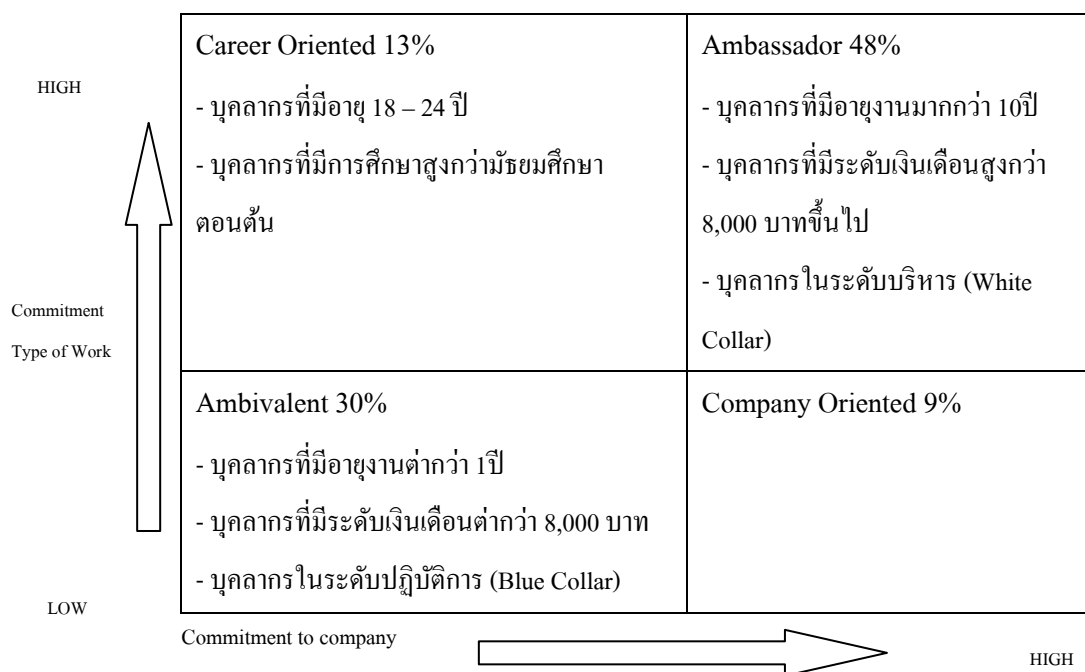 HIGH
Commitment
Type of Work
LOW
Career Oriented 13%
- บุคลากรที่มีอายุ 18 – 24 ปี
- บุคลากรที่มีการศึกษาสูงกว่ามัธยมศึกษา
ตอนต้น
Ambassador 48%
- บุคลากรที่มีอายุงานมากกว่า 10ปี
- บุคลากรที่มีระดับเงินเดือนสูงกว่า
8,000 บาทขึ้นไป
- บุคลากรในระดับบริหาร (White
Collar)
Ambivalent 30%
- บุคลากรที่มีอายุงานต่ำกว่า 1ปี
- บุคลากรที่มีระดับเงินเดือนต่ำกว่า 8,000 บาท
- บุคลากรในระดับปฏิบัติการ (Blue Collar)
Company Oriented 9%
Commitment to company
HIGH